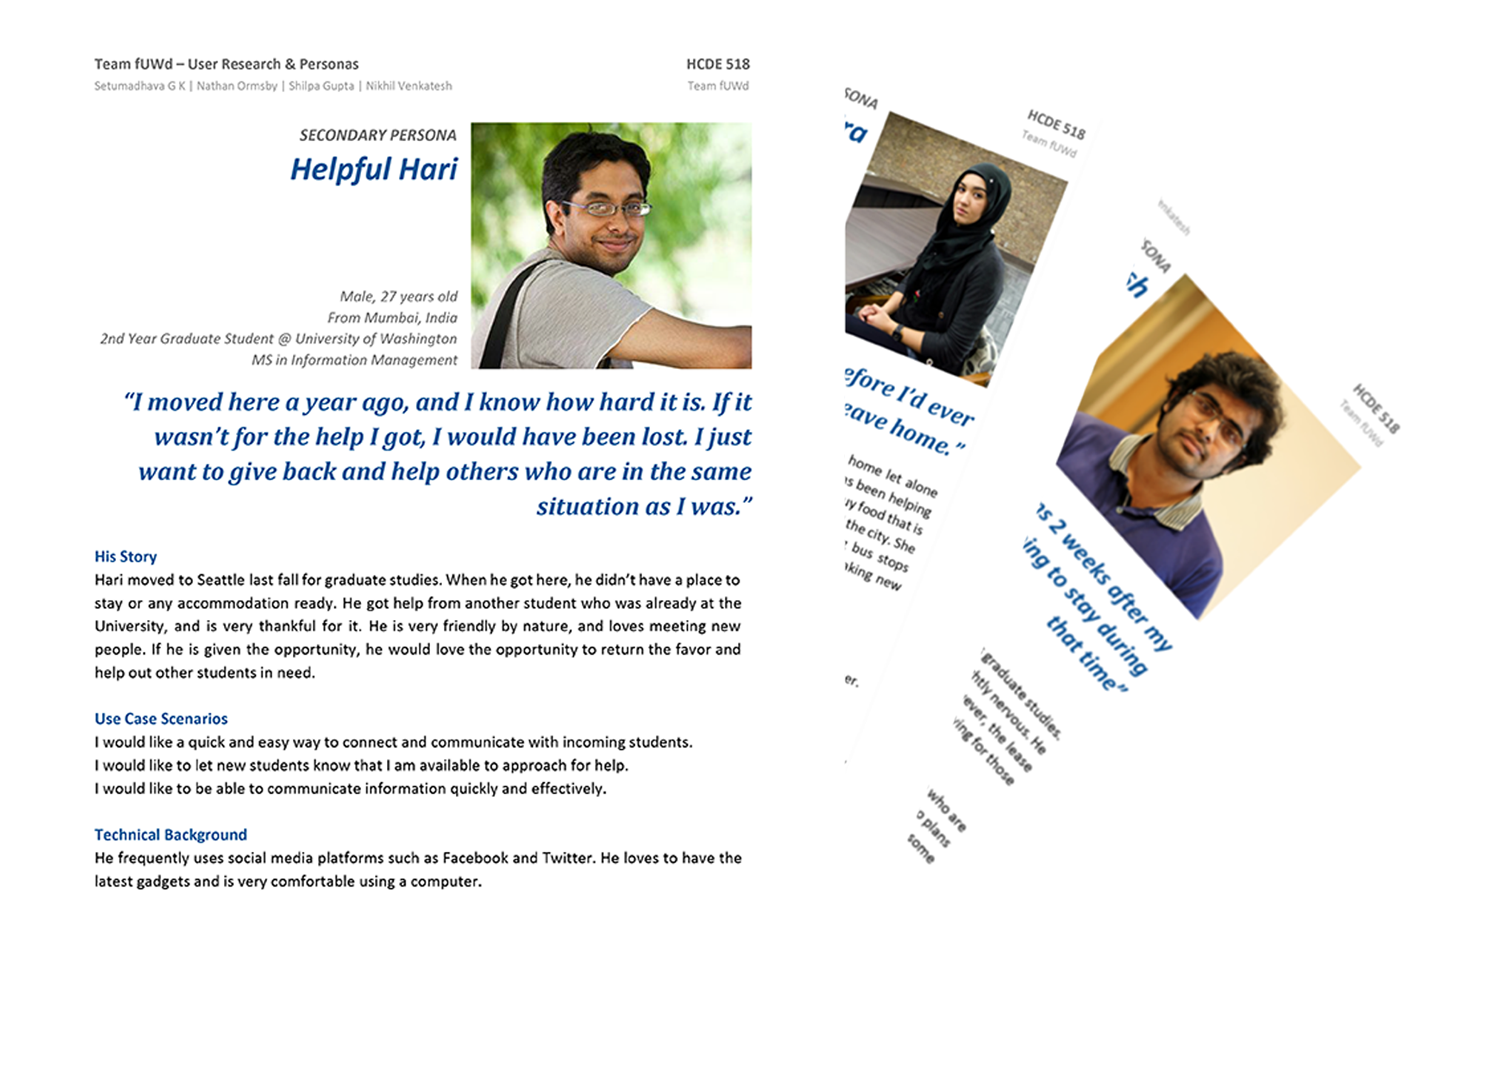 Team fUWd – User Research & Personas
HCDE 518
Setumadhava G K | Nathan Ormsby | Shilpa Gupta | Nikhil Venkatesh
Team fUWd
SECONDARY PERSONA
Helpful Hari
Male, 27 years old
From Mumbai, India
2nd Year Graduate Student @ University of Washington
MS in Information Management
“I moved here a year ago, and I know how hard it is. If it
wasn’t for the help I got, I would have been lost. I just
want to give back and help others who are in the same
situation as I was.”
His Story
Hari moved to Seattle last fall for graduate studies. When he got here, he didn’t have a place to
stay or any accommodation ready. He got help from another student who was already at the
University, and is very thankful for it. He is very friendly by nature, and loves meeting new
people. If he is given the opportunity, he would love the opportunity to return the favor and
help out other students in need.
Use Case Scenarios
I would like a quick and easy way to connect and communicate with incoming students.
I would like to let new students know that I am available to approach for help.
I would like to be able to communicate information quickly and effectively.
Technical Background
He frequently uses social media platforms such as Facebook and Twitter. He loves to have the
latest gadgets and is very comfortable using a computer.
SONA
HCDE 518
ra
Team fUWd
efore I'd ever
eave home.”
home let alone
s been helping
y food that is
the city. She
bus stops
king new
er.
enkatesh
SONA
HCDE 518
sh
Team fUWd
as 2 weeks after my
ing to stay during
that time”
graduate studies.
htly nervous. He
ever, the lease
ing for those
who are
plans
some